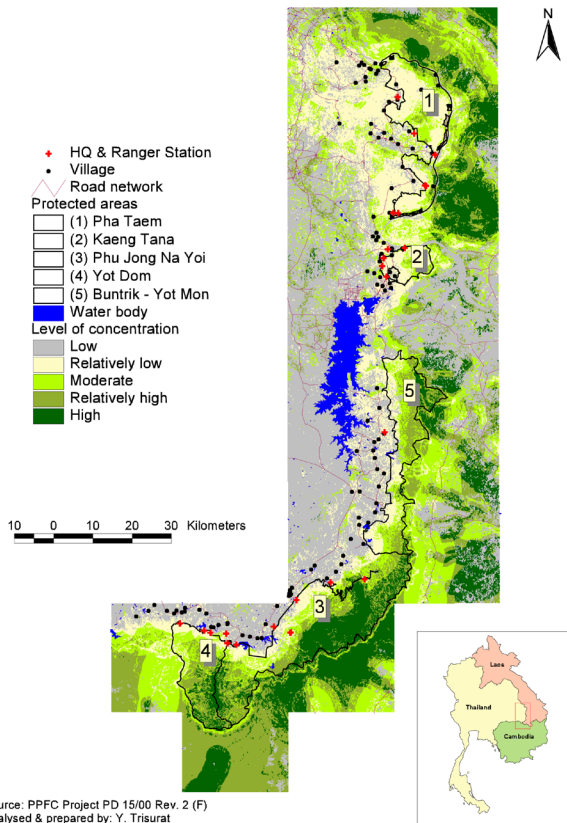 N
1
HQ & Ranger Station
Village
Road network
Protected areas
(1) Pha Taem
(2) Kaeng Tana
(3) Phu Jong Na Yoi
(4) Yot Dom
(5) Buntrik - Yot Mon
Water body
Level of concentration
Low
Relatively low
Moderate
Relatively high
High
2
5
10 0 10 20 30 Kilometers
3
4
Laos
Thailand
Cambodia
urce: PPFC Project PD 15/00 Rev. 2 (F)
alysed & prepared by: Y. Trisurat